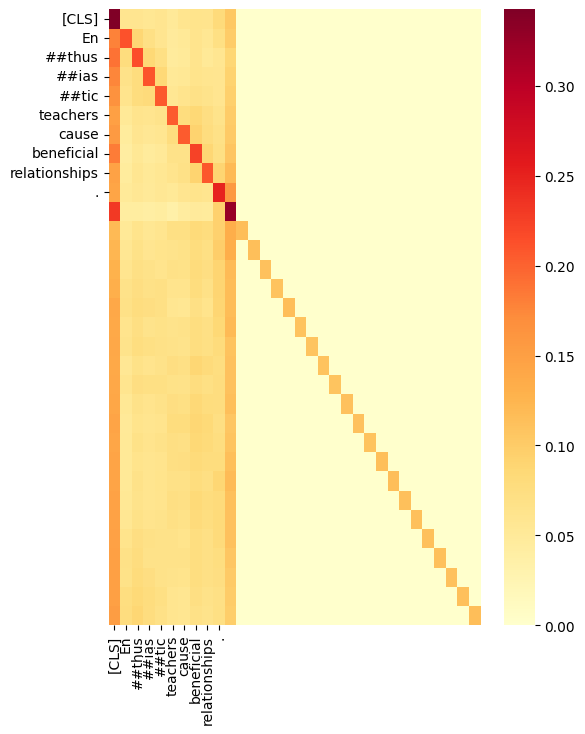 [CLS]
En
##thus
##ias
##tic
teachers
cause
beneficial
relationships
.
[CLS]
En
##thus
##ias
##tic
teachers
cause
beneficial
relationships
.
0.30
0.25
0.20
0.15
0.10
0.05
0.00